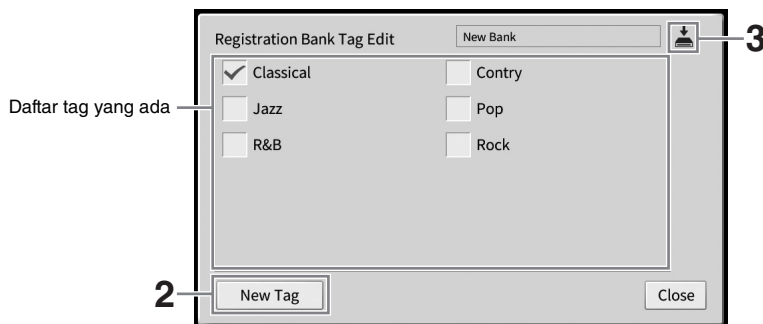 Registration Bank Tag Edit New Bank 3
Classical Contry
Daftar tag yang ada Jazz Pop
R&B Rock
2 New Tag Close